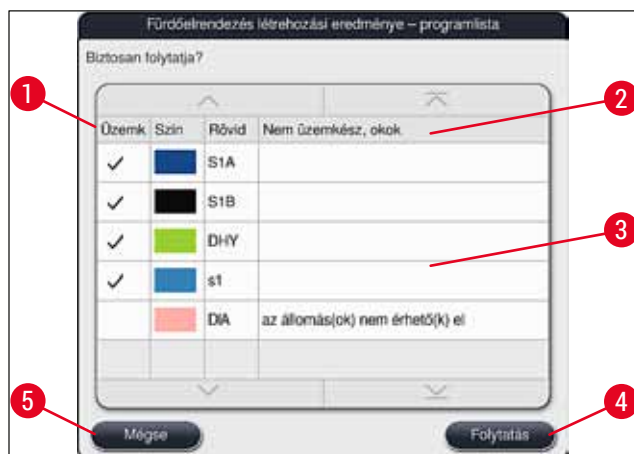 Fürdőelrendezés létrehozási eredménye – programlista
Biztosan folytatja?
1
2
Üzemk Szín Rövid Nem üzemkész, okok
S1A
S1B
3
DHY
s1
DIA az állomás(ok) nem érhető(k) el
5
4
Mégse Folytatás